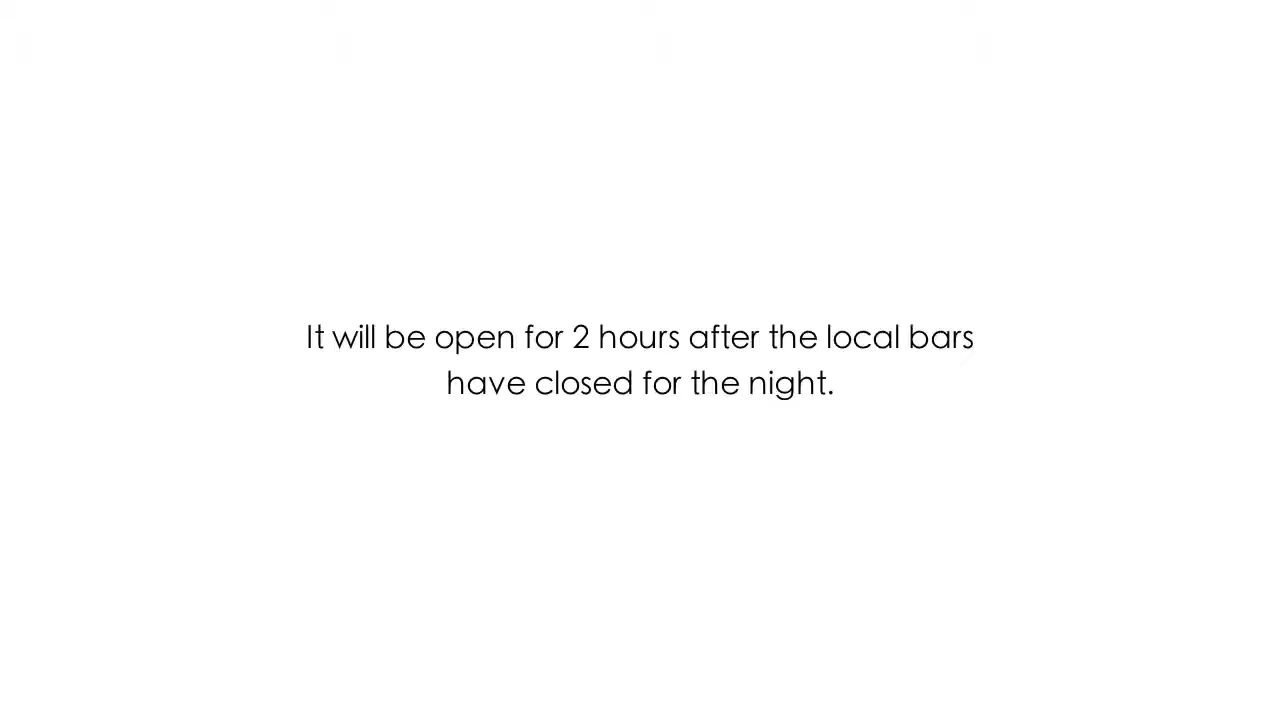 It will be open for 2 hours after the local bars
have closed for the night.